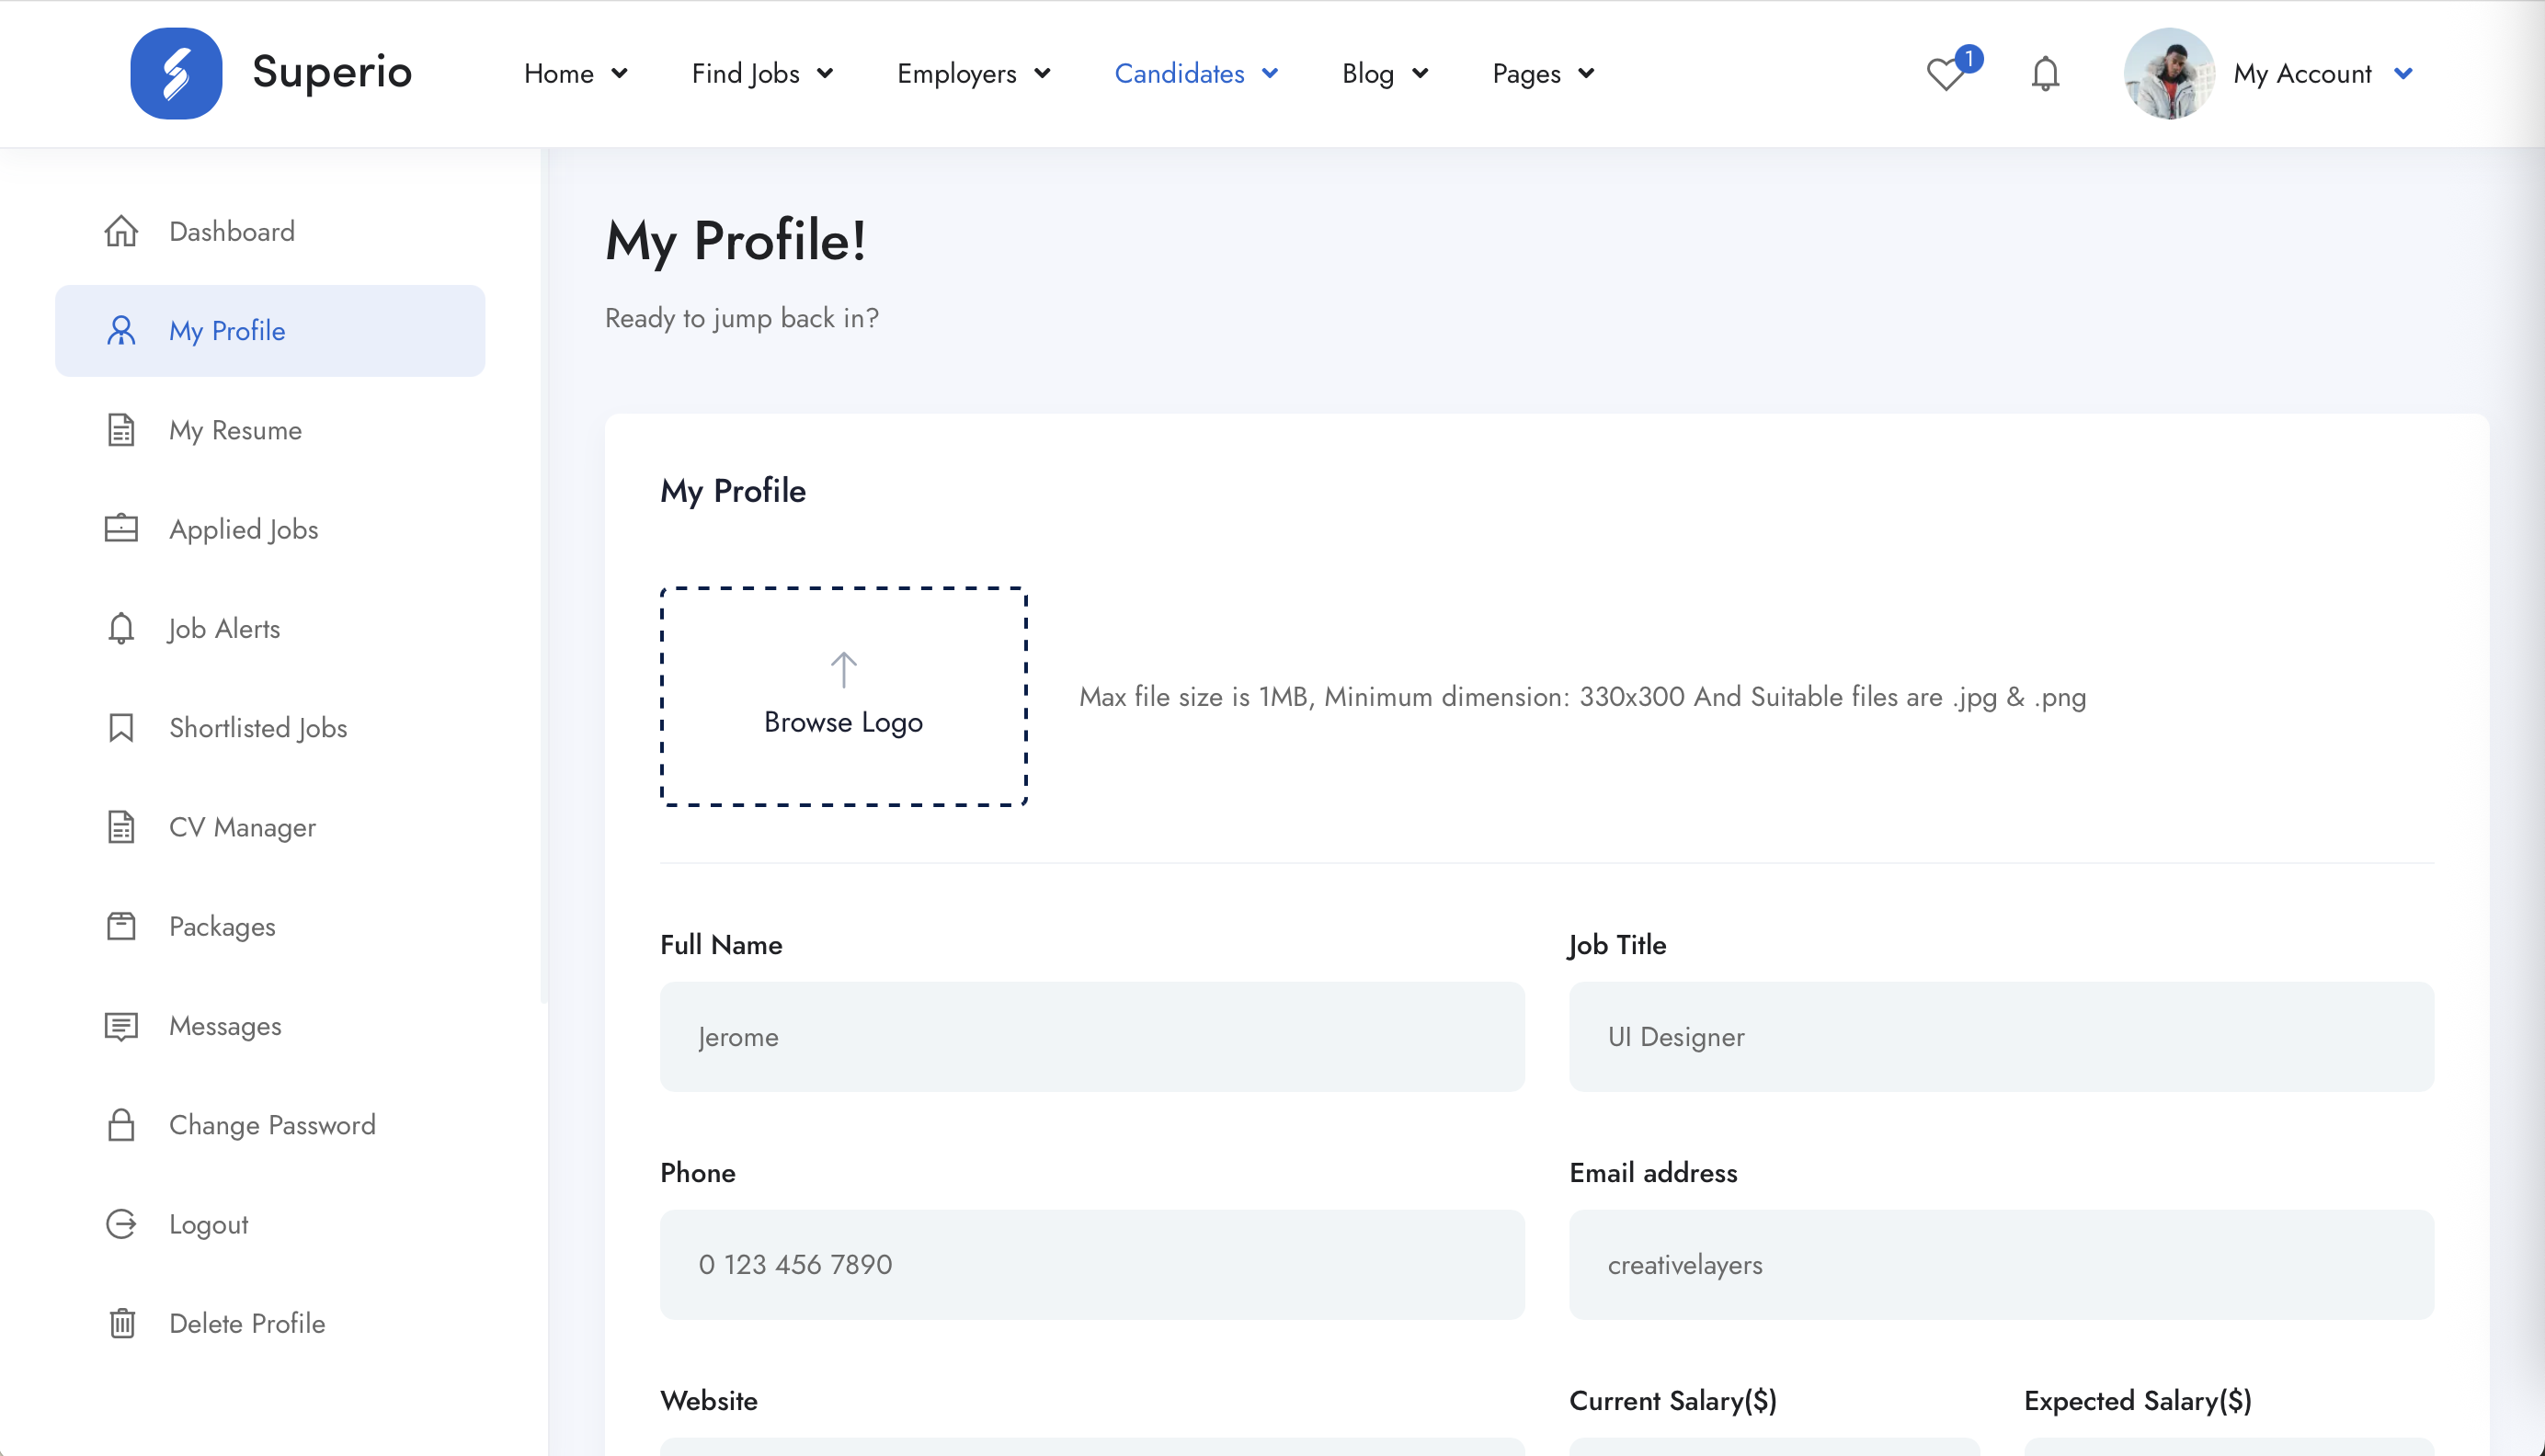 Superio
Home
Find Jobs
Employers
Candidates
Blog
Pages
1
My Account
Dashboard
My Profile
My Resume
Applied Jobs
Job Alerts
Shortlisted Jobs
CV Manager
Packages
Messages
Change Password
Logout
Delete Profile
My Profile!
Ready to jump back in?
My Profile
Browse Logo
Max file size is 1MB, Minimum dimension: 330x300 And Suitable files are .jpg & .png
Full Name
Jerome
Job Title
UI Designer
Phone
0 123 456 7890
Email address
creativelayers
Website
Current Salary($)
Expected Salary($)